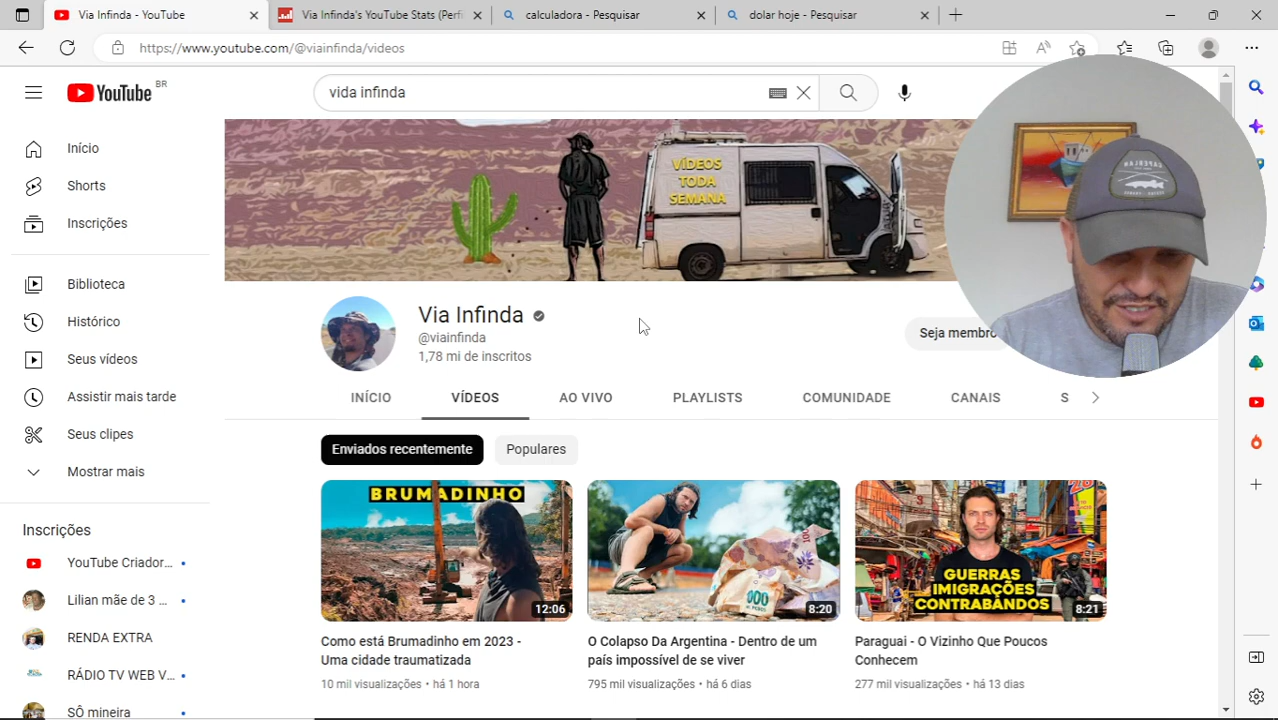 Via Infinda - YouTube
Via Infinda's YouTube Stats (Perfi
calculadora - Pesquisar
dolar hoje - Pesquisar
https://www.youtube.com/@viainfinda/videos
YouTube BR
vida infinda
Início
Shorts
Inscrições
Biblioteca
Histórico
Seus vídeos
Assistir mais tarde
Seus clipes
Mostrar mais
Inscrições
YouTube Criador...
Lilian mãe de 3 ...
RENDA EXTRA
RÁDIO TV WEB V...
SÔ mineira
VÍDEOS
TODA
SEMANA
Via Infinda
@viainfinda
1,78 mi de inscritos
Seja membro
INÍCIO
VÍDEOS
AO VIVO
PLAYLISTS
COMUNIDADE
CANAIS
S
Enviados recentemente
Populares
BRUMADINHO
12:06
Como está Brumadinho em 2023 -
Uma cidade traumatizada
10 mil visualizações • há 1 hora
8:20
O Colapso Da Argentina - Dentro de um
país impossível de se viver
795 mil visualizações • há 6 dias
GUERRAS
IMIGRAÇÕES
CONTRABANDOS
8:21
Paraguai - O Vizinho Que Poucos
Conhecem
277 mil visualizações • há 13 dias